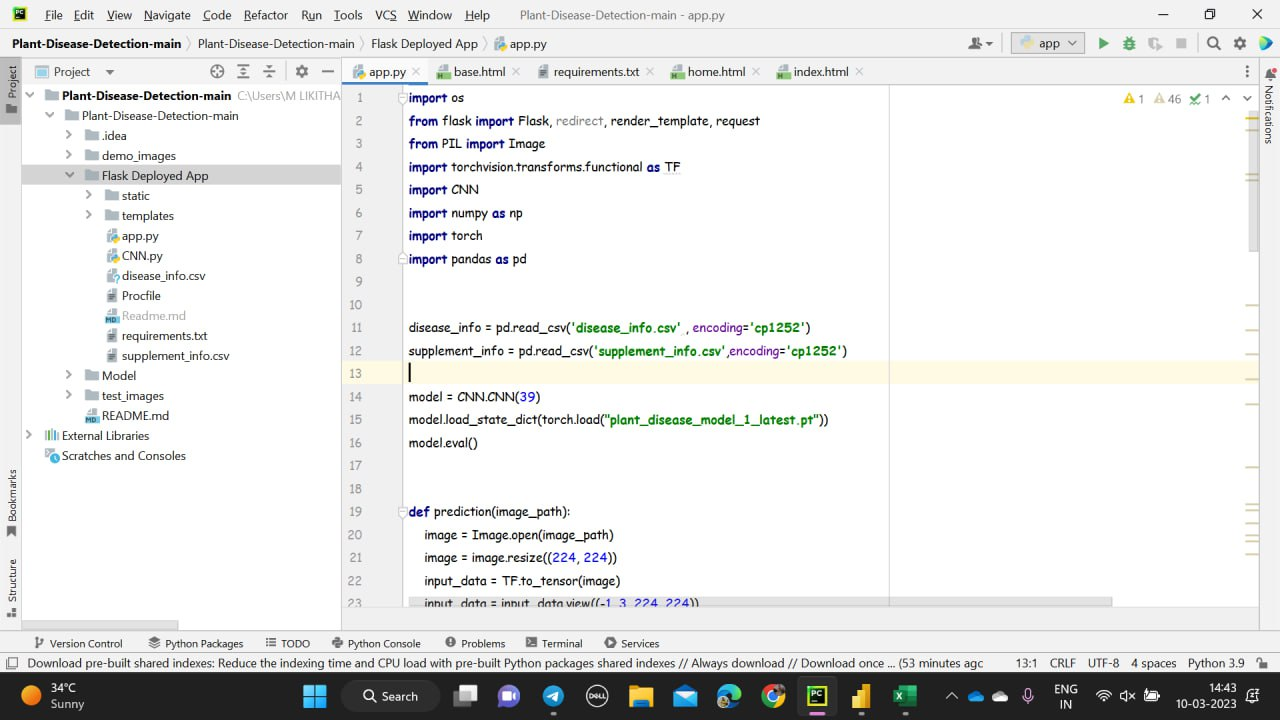 File Edit View Navigate Code Refactor Run Tools VCS Window Help Plant-Disease-Detection-main - app.py
Plant-Disease-Detection-main Plant-Disease-Detection-main Flask Deployed App app.py app
Project
Project
app.py base.html requirements.txt home.html index.html
Notifications
Plant-Disease-Detection-main C:\Users\M LIKITHA
Plant-Disease-Detection-main
.idea
demo_images
Flask Deployed App
static
templates
app.py
CNN.py
disease_info.csv
Procfile
Readme.md
requirements.txt
supplement_info.csv
Model
test_images
README.md
External Libraries
Scratches and Consoles
Bookmarks
Structure
1 46 1
1 import os
2 from flask import Flask, redirect, render_template, request
3 from PIL import Image
4 import torchvision.transforms.functional as TF
5 import CNN
6 import numpy as np
7 import torch
8 import pandas as pd
9
10
11 disease_info = pd.read_csv('disease_info.csv' , encoding='cp1252')
12 supplement_info = pd.read_csv('supplement_info.csv',encoding='cp1252')
13
14 model = CNN.CNN(39)
15 model.load_state_dict(torch.load("plant_disease_model_1_latest.pt"))
16 model.eval()
17
18
19 def prediction(image_path):
20 image = Image.open(image_path)
21 image = image.resize((224, 224))
22 input_data = TF.to_tensor(image)
23 input_data = input_data.view((-1, 3, 224, 224))
Version Control Python Packages TODO Python Console Problems Terminal Services
Download pre-built shared indexes: Reduce the indexing time and CPU load with pre-built Python packages shared indexes // Always download // Download once ... (53 minutes ago 13:1 CRLF UTF-8 4 spaces Python 3.9
34°C
Sunny
Search
DELL
ENG
IN
14:43
10-03-2023